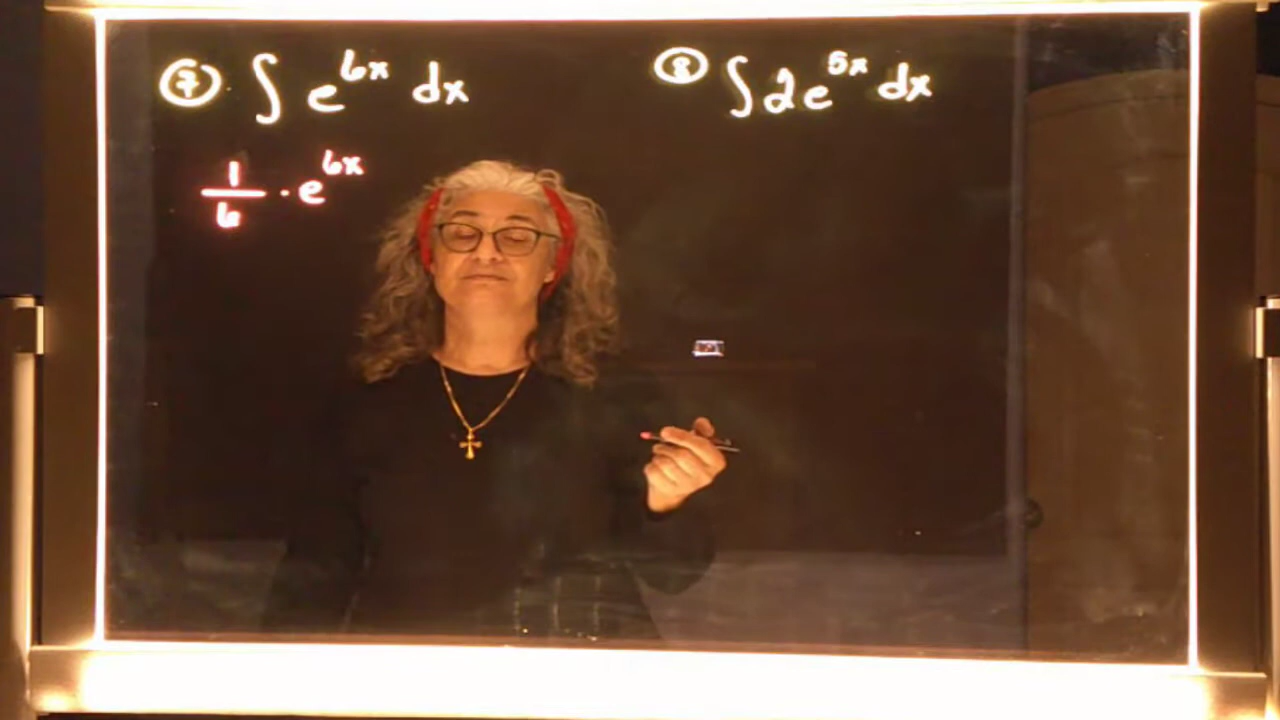 ⑦ ∫ e^{6x} dx
⑧ ∫ 2e^{5x} dx
1/6 · e^{6x}